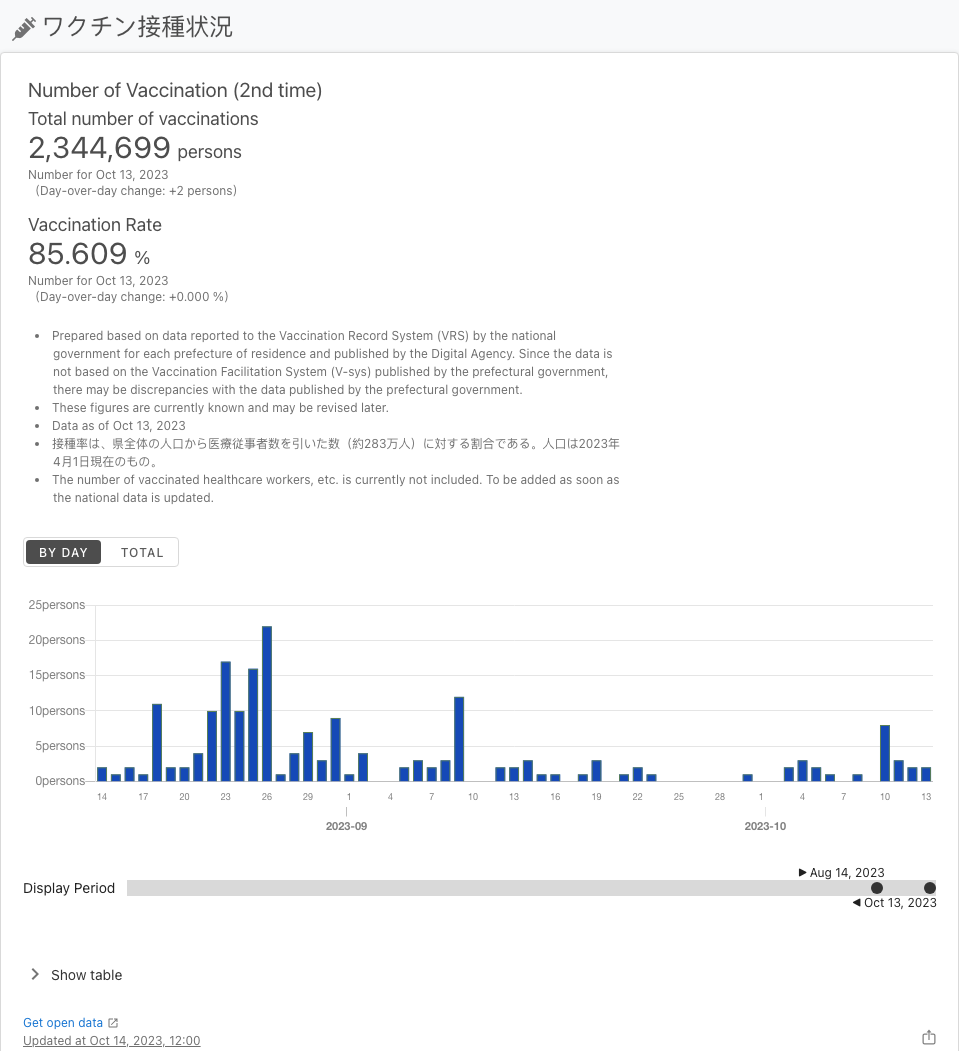 ワクチン接種状況
Number of Vaccination (2nd time)
Total number of vaccinations
2,344,699 persons
Number for Oct 13, 2023
(Day-over-day change: +2 persons)
Vaccination Rate
85.609 %
Number for Oct 13, 2023
(Day-over-day change: +0.000 %)
• Prepared based on data reported to the Vaccination Record System (VRS) by the national
government for each prefecture of residence and published by the Digital Agency. Since the data is
not based on the Vaccination Facilitation System (V-sys) published by the prefectural government,
there may be discrepancies with the data published by the prefectural government.
• These figures are currently known and may be revised later.
• Data as of Oct 13, 2023
• 接種率は、県全体の人口から医療従事者数を引いた数（約283万人）に対する割合である。人口は2023年
4月1日現在のもの。
• The number of vaccinated healthcare workers, etc. is currently not included. To be added as soon as
the national data is updated.
BY DAY TOTAL
25persons
20persons
15persons
10persons
5persons
0persons
14 17 20 23 26 29 1 4 7 10 13 16 19 22 25 28 1 4 7 10 13
2023-09 2023-10
▶ Aug 14, 2023
Display Period
◀ Oct 13, 2023
Show table
Get open data
Updated at Oct 14, 2023, 12:00